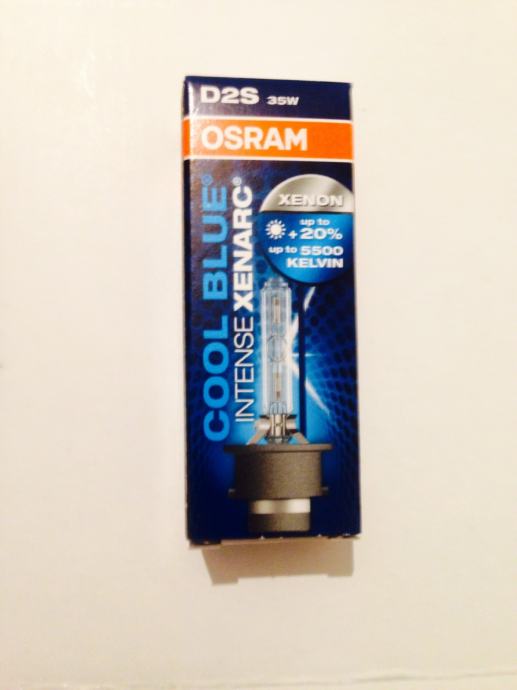 D2S 35W
OSRAM
COOL BLUE®
INTENSE XENARC®
XENON
up to
+20%
up to 5500
KELVIN